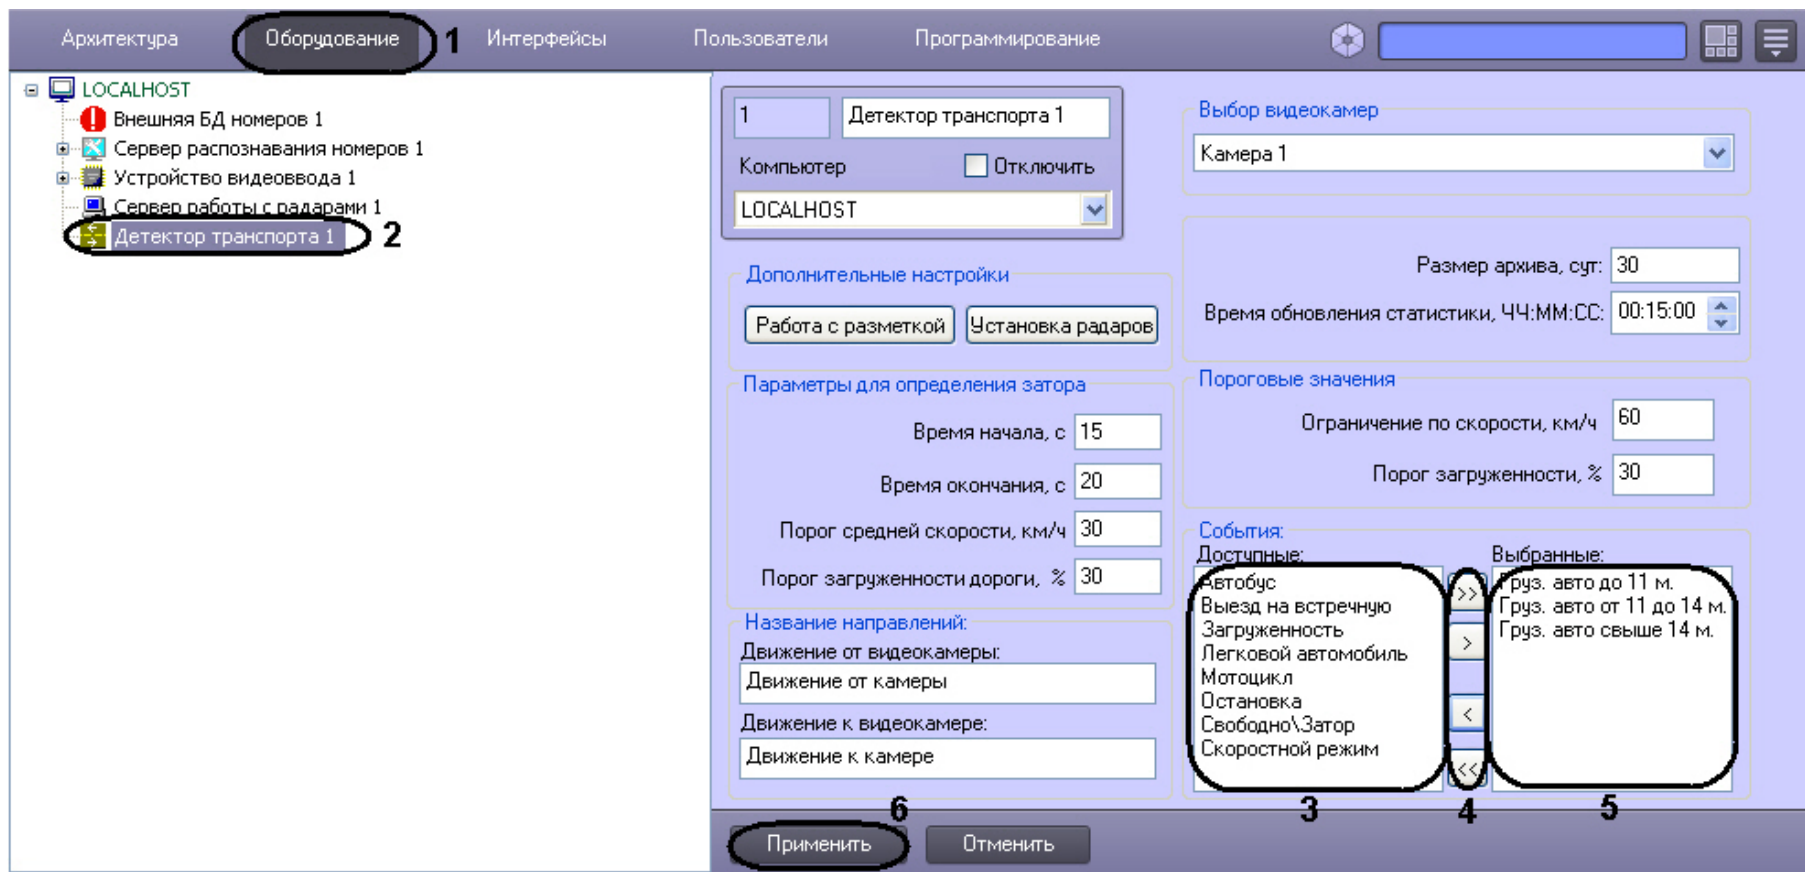 Архитектура Оборудование 1 Интерфейсы Пользователи Программирование
LOCALHOST
Внешняя БД номеров 1
Сервер распознавания номеров 1
Устройство видеоввода 1
Сервер работы с радарами 1
Детектор транспорта 1 2
1 Детектор транспорта 1
Компьютер Отключить
LOCALHOST
Дополнительные настройки
Работа с разметкой Установка радаров
Параметры для определения затора
Время начала, с 15
Время окончания, с 20
Порог средней скорости, км/ч 30
Порог загруженности дороги, % 30
Название направлений:
Движение от видеокамеры:
Движение от камеры
Движение к видеокамере:
Движение к камере
Выбор видеокамер
Камера 1
Размер архива, сут: 30
Время обновления статистики, ЧЧ:ММ:СС: 00:15:00
Пороговые значения
Ограничение по скорости, км/ч 60
Порог загруженности, % 30
События:
Доступные:
Автобус
Выезд на встречную
Загруженность
Легковой автомобиль
Мотоцикл
Остановка
Свободно\Затор
Скоростной режим
>>
>
<
<<
Выбранные:
Груз. авто до 11 м.
Груз. авто от 11 до 14 м.
Груз. авто свыше 14 м.
3 4 5
6
Применить Отменить